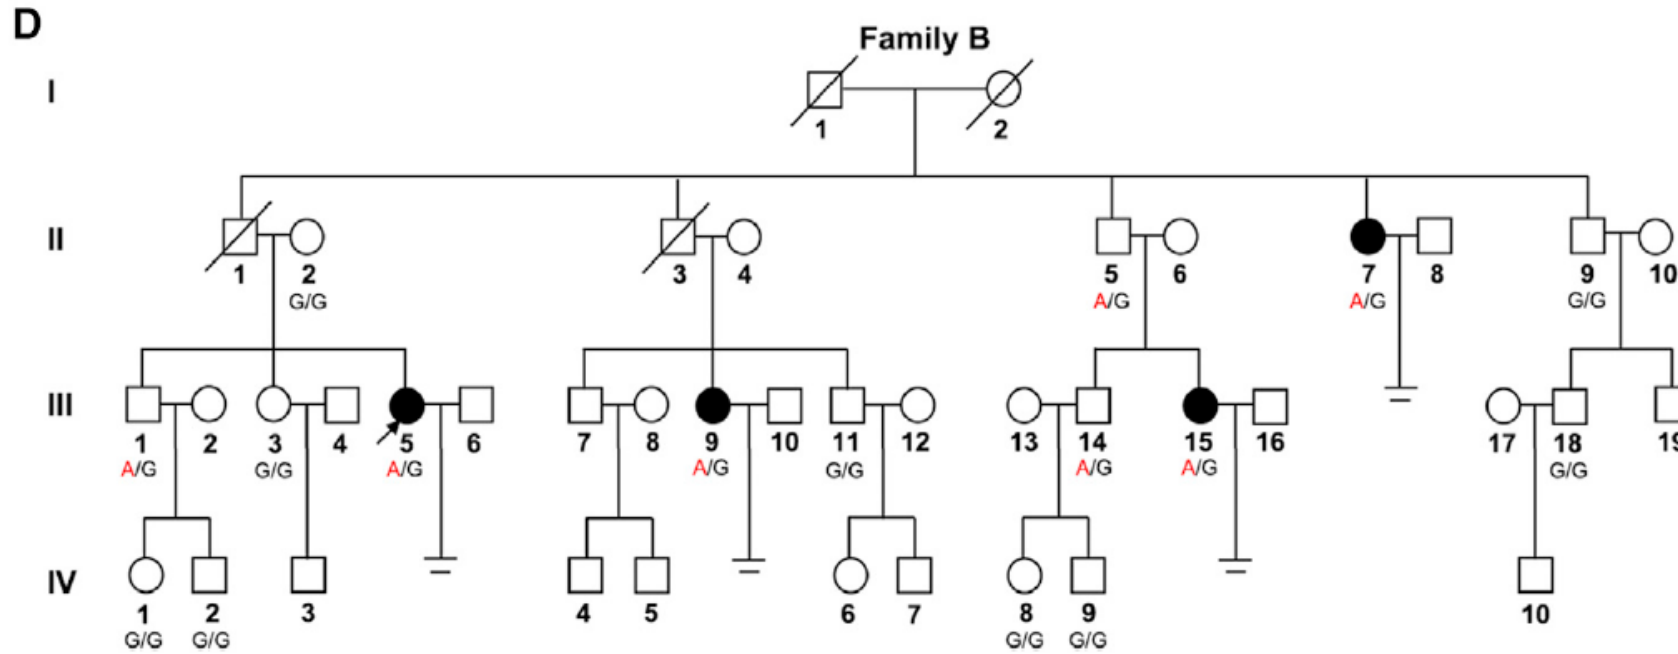 D
Family B
I
1 2
II
1 2 3 4 5 6 7 8 9 10
G/G A/G A/G G/G
III
1 2 3 4 5 6 7 8 9 10 11 12 13 14 15 16 17 18 19
A/G G/G A/G A/G G/G A/G A/G G/G
IV
1 2 3 4 5 6 7 8 9 10
G/G G/G G/G G/G